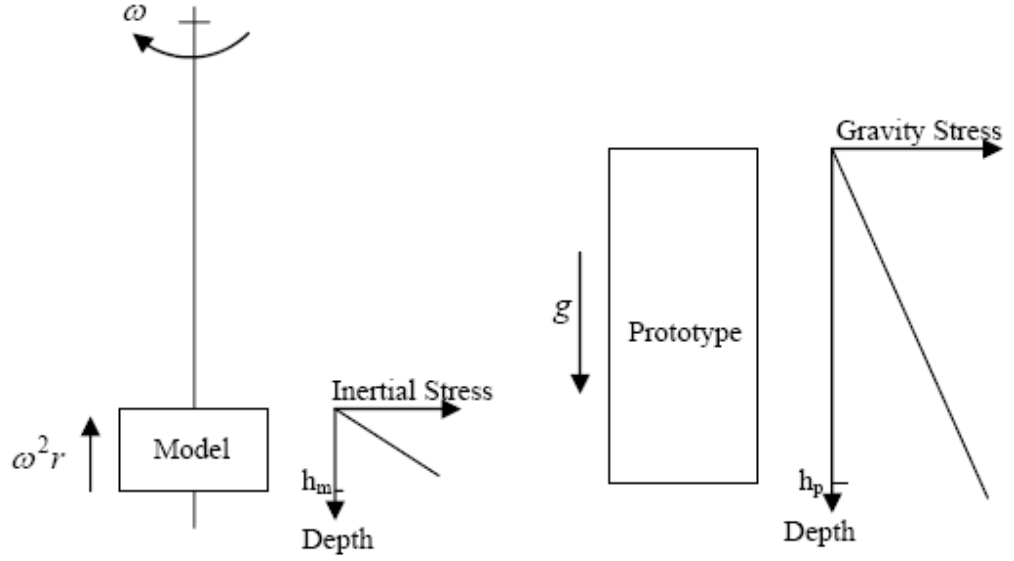 ω
Gravity Stress
g
Prototype
Inertial Stress
Model
ω²r
hₘ
hₚ
Depth
Depth